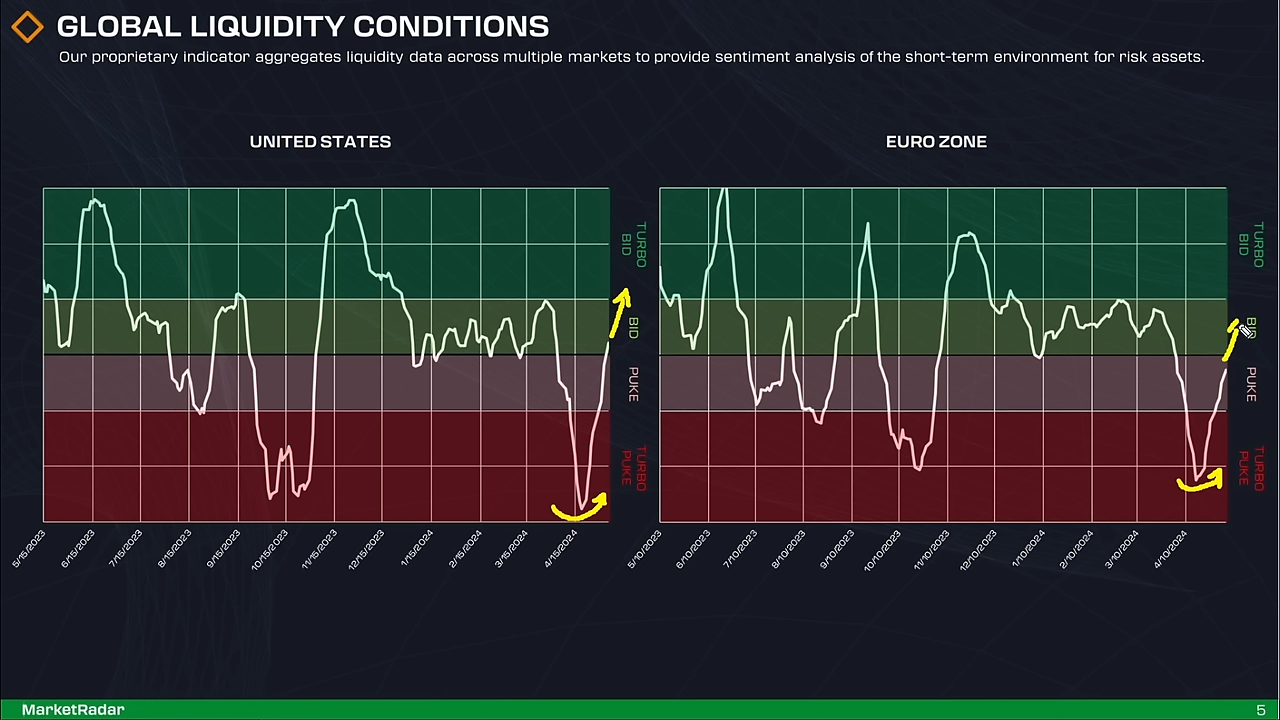 GLOBAL LIQUIDITY CONDITIONS
Our proprietary indicator aggregates liquidity data across multiple markets to provide sentiment analysis of the short-term environment for risk assets.
UNITED STATES
TURBO
BID
BID
PUKE
TURBO
PUKE
5/15/2023
6/15/2023
7/15/2023
8/15/2023
9/15/2023
10/15/2023
11/15/2023
12/15/2023
1/15/2024
2/15/2024
3/15/2024
4/15/2024
EURO ZONE
TURBO
BID
BID
PUKE
TURBO
PUKE
5/10/2023
6/10/2023
7/10/2023
8/10/2023
9/10/2023
10/10/2023
11/10/2023
12/10/2023
1/10/2024
2/10/2024
3/10/2024
4/10/2024
MarketRadar
5